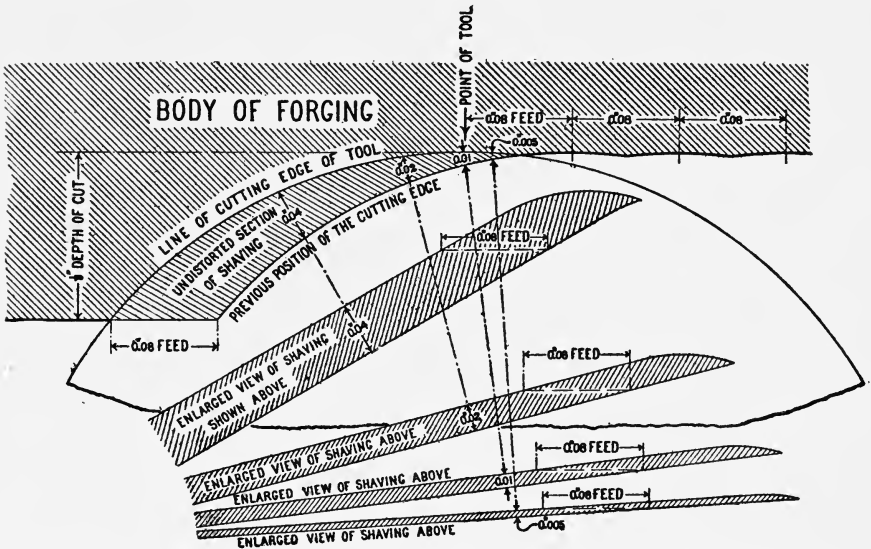 POINT OF TOOL
BODY OF FORGING
0.08 FEED
0.08
0.08
0.005
0.01
0.02
LINE OF CUTTING EDGE OF TOOL
0.04
UNDISTORTED SECTION
OF SHAVING
PREVIOUS POSITION OF THE CUTTING EDGE
DEPTH OF CUT
0.08 FEED
0.08 FEED
0.04
ENLARGED VIEW OF SHAVING
SHOWN ABOVE
0.08 FEED
0.02
ENLARGED VIEW OF SHAVING ABOVE
0.08 FEED
0.01
ENLARGED VIEW OF SHAVING ABOVE
0.08 FEED
0.005
ENLARGED VIEW OF SHAVING ABOVE